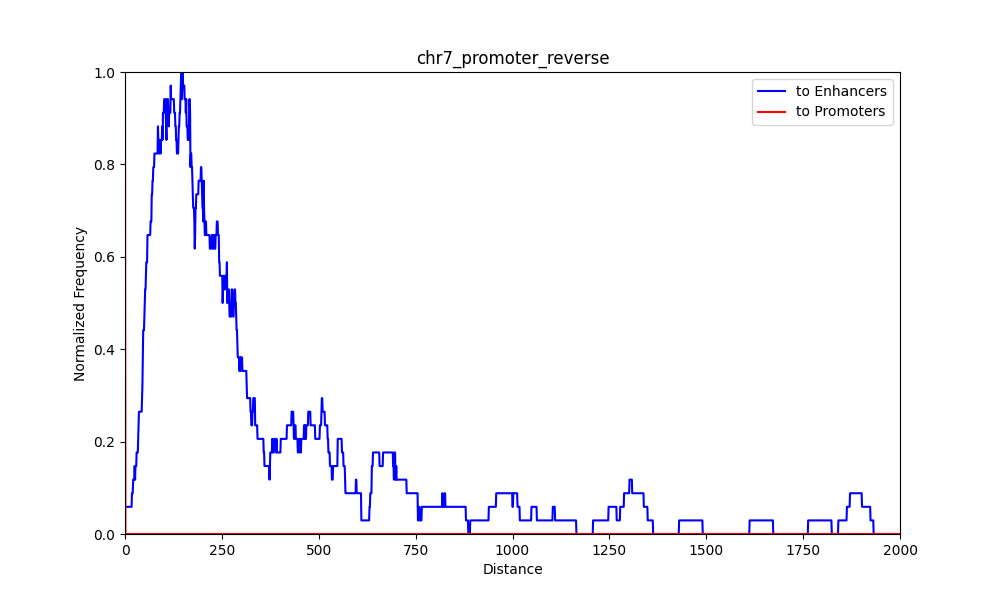 chr7_promoter_reverse
to Enhancers
to Promoters
Normalized Frequency
1.0
0.8
0.6
0.4
0.2
0.0
0 250 500 750 1000 1250 1500 1750 2000
Distance